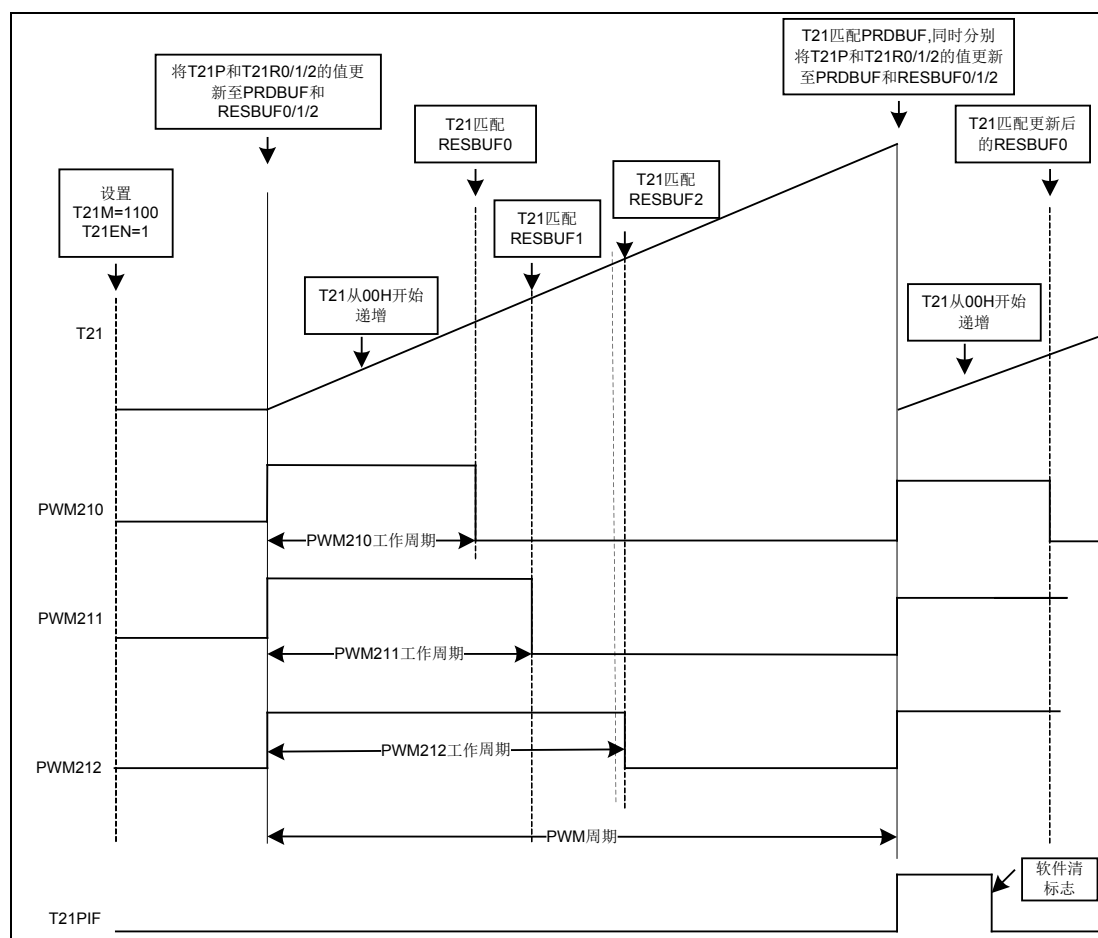 T21匹配PRDBUF,同时分别
将T21P和T21R0/1/2的值更新
至PRDBUF和RESBUF0/1/2
将T21P和T21R0/1/2的值更
新至PRDBUF和
RESBUF0/1/2
T21匹配
RESBUF0
T21匹配更新后
的RESBUF0
设置
T21M=1100
T21EN=1
T21匹配
RESBUF2
T21匹配
RESBUF1
T21从00H开始
递增
T21从00H开始
递增
T21
PWM210
PWM210工作周期
PWM211
PWM211工作周期
PWM212工作周期
PWM212
PWM周期
软件清
标志
T21PIF